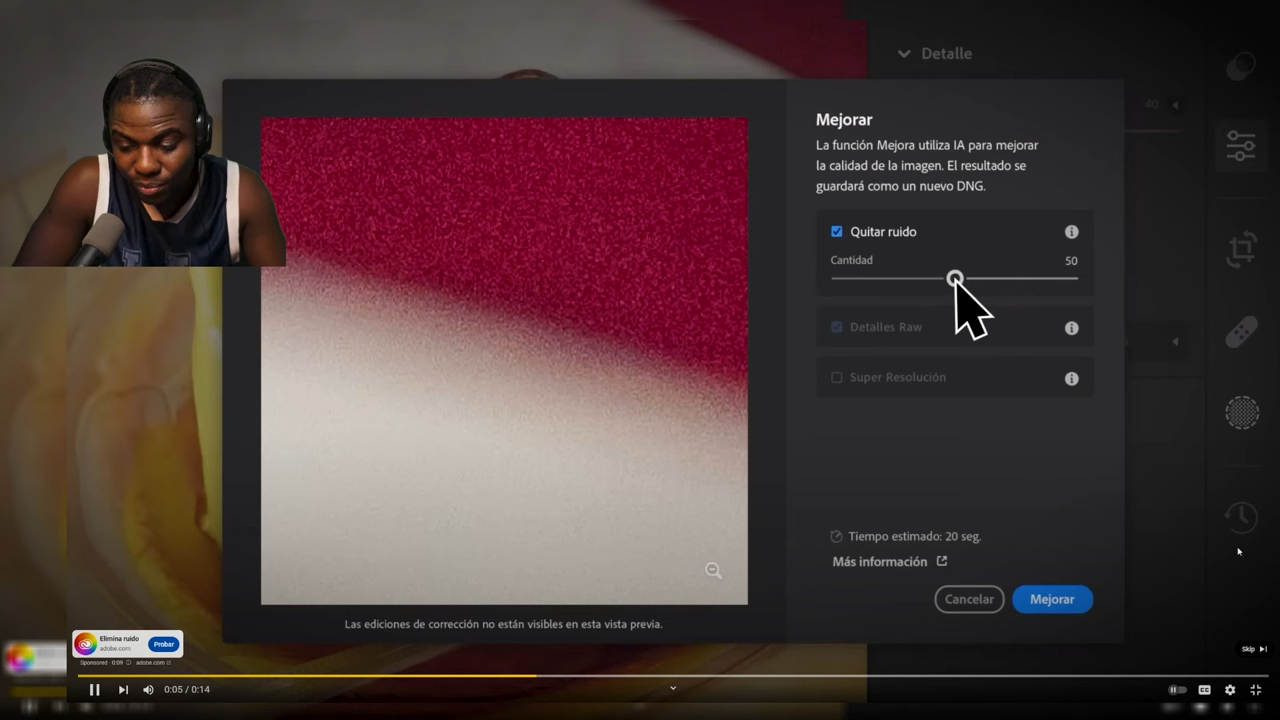 Detalle
40
Mejorar
La función Mejora utiliza IA para mejorar
la calidad de la imagen. El resultado se
guardará como un nuevo DNG.
Quitar ruido
Cantidad 50
Detalles Raw
Super Resolución
Tiempo estimado: 20 seg.
Más información
Cancelar Mejorar
Las ediciones de corrección no están visibles en esta vista previa.
Elimina ruido
adobe.com
Probar
Sponsored · 0:09 adobe.com
Skip
0:05 / 0:14
CC